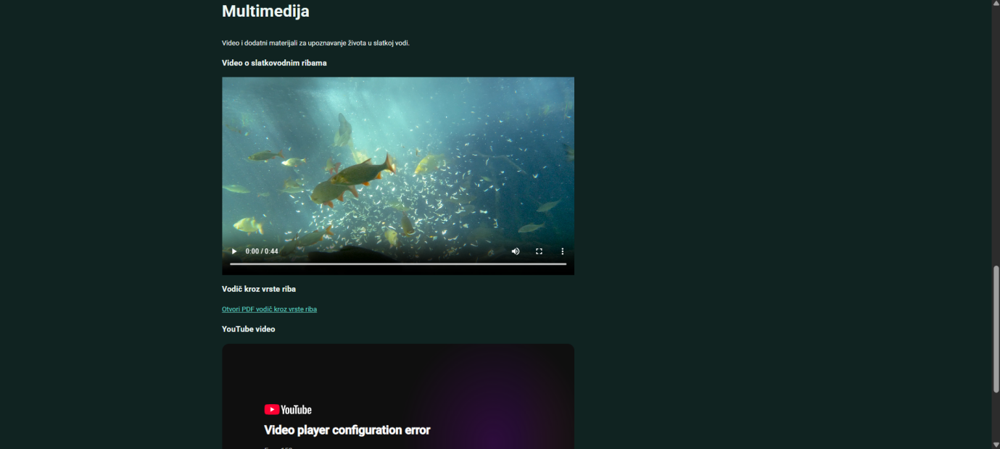 Multimedija
Video i dodatni materijali za upoznavanje života u slatkoj vodi.
Video o slatkovodnim ribama
0:00 / 0:44
Vodič kroz vrste riba
Otvori PDF vodič kroz vrste riba
YouTube video
YouTube
Video player configuration error